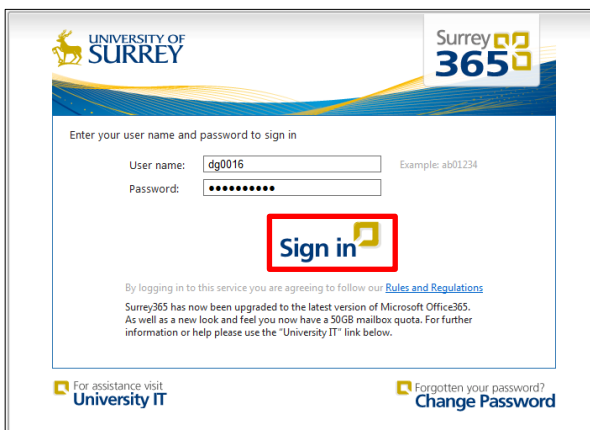 UNIVERSITY OF
SURREY
Surrey
365
Enter your user name and password to sign in
User name: dg0016 Example: ab01234
Password: ●●●●●●●●●●
Sign in
By logging in to this service you are agreeing to follow our Rules and Regulations
Surrey365 has now been upgraded to the latest version of Microsoft Office365.
As well as a new look and feel you now have a 50GB mailbox quota. For further
information or help please use the "University IT" link below.
For assistance visit
University IT
Forgotten your password?
Change Password